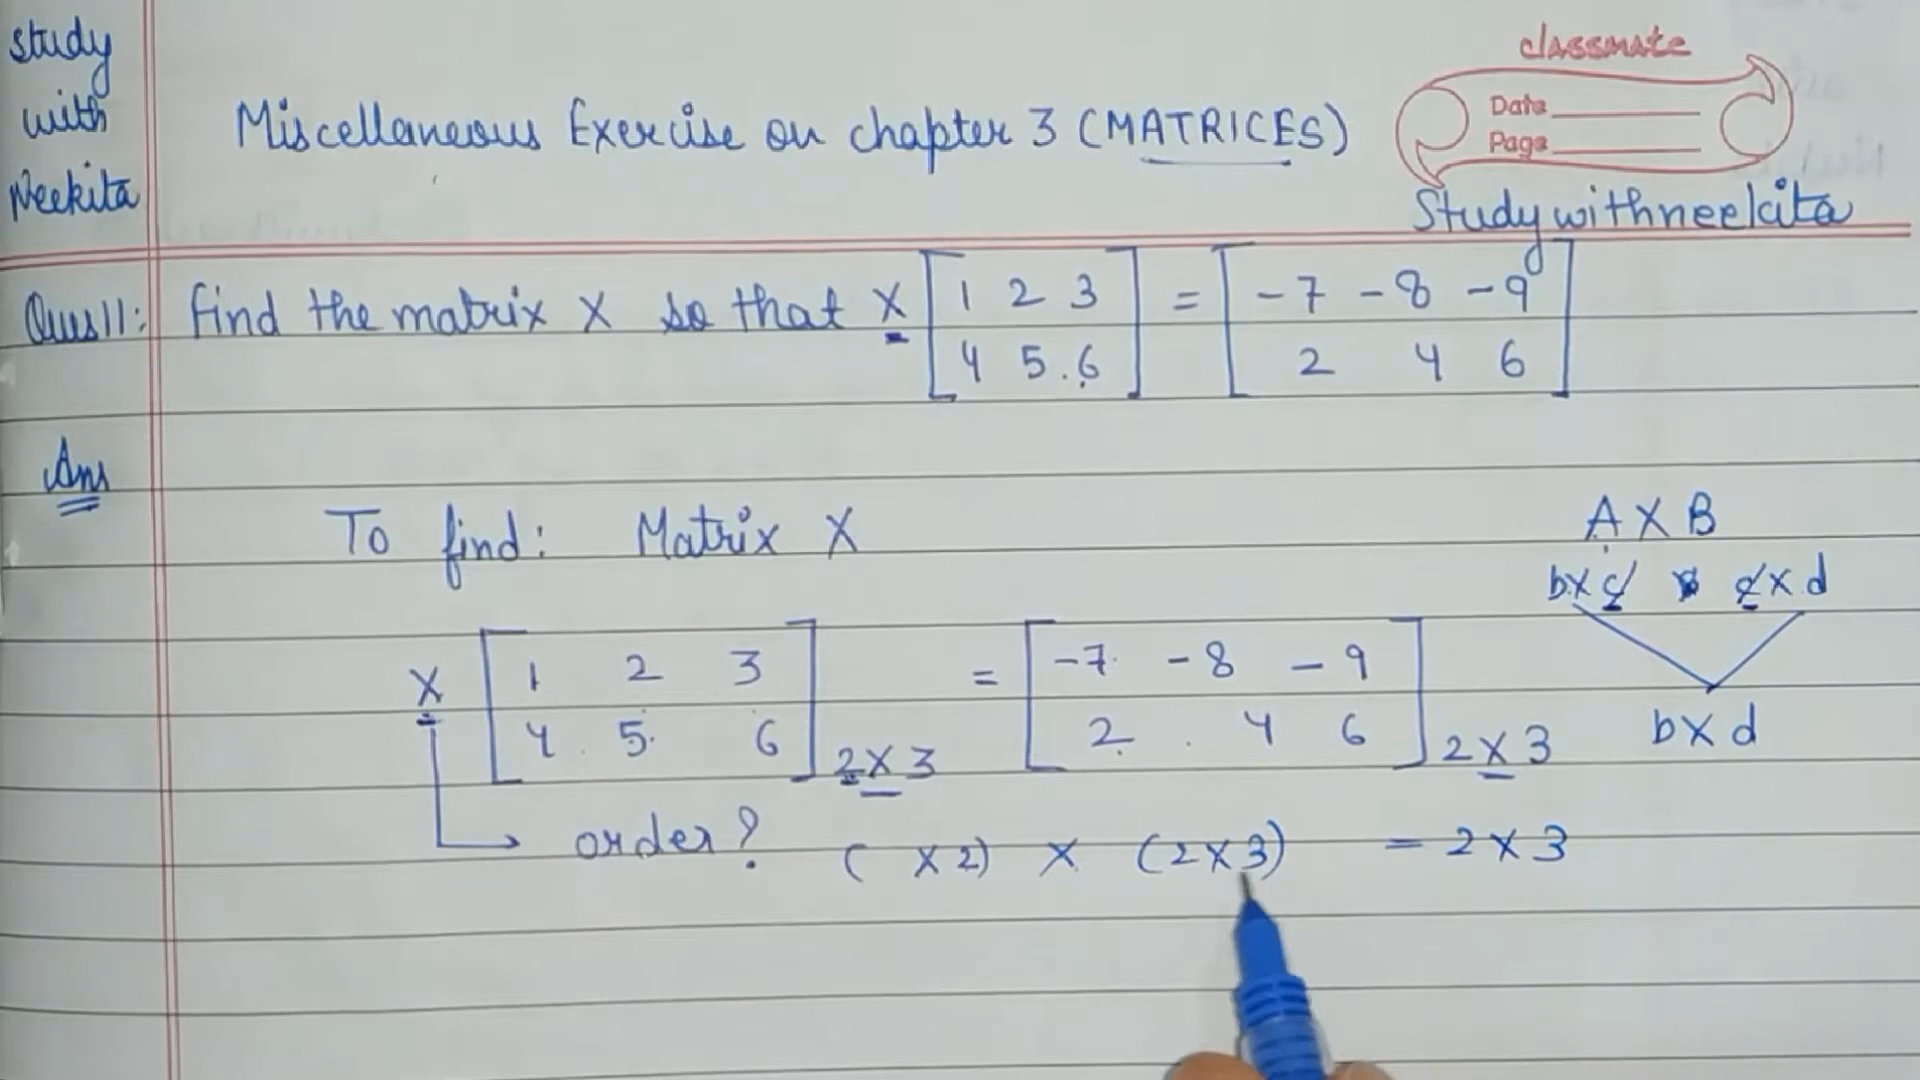 study
with
Neekita
classmate
Date
Page
Miscellaneous Exercise on chapter 3 (MATRICES)
Studywithneekita
Ques11: find the matrix X so that X [1 2 3] = [-7 -8 -9]
[4 5 6] [2 4 6]
Ans
To find: Matrix X
A X B
b x c c x d
X [1 2 3] = [-7 -8 -9]
[4 5 6] 2 x 3 [2 4 6] 2 x 3
b x d
order? ( x 2) x (2 x 3) = 2 x 3